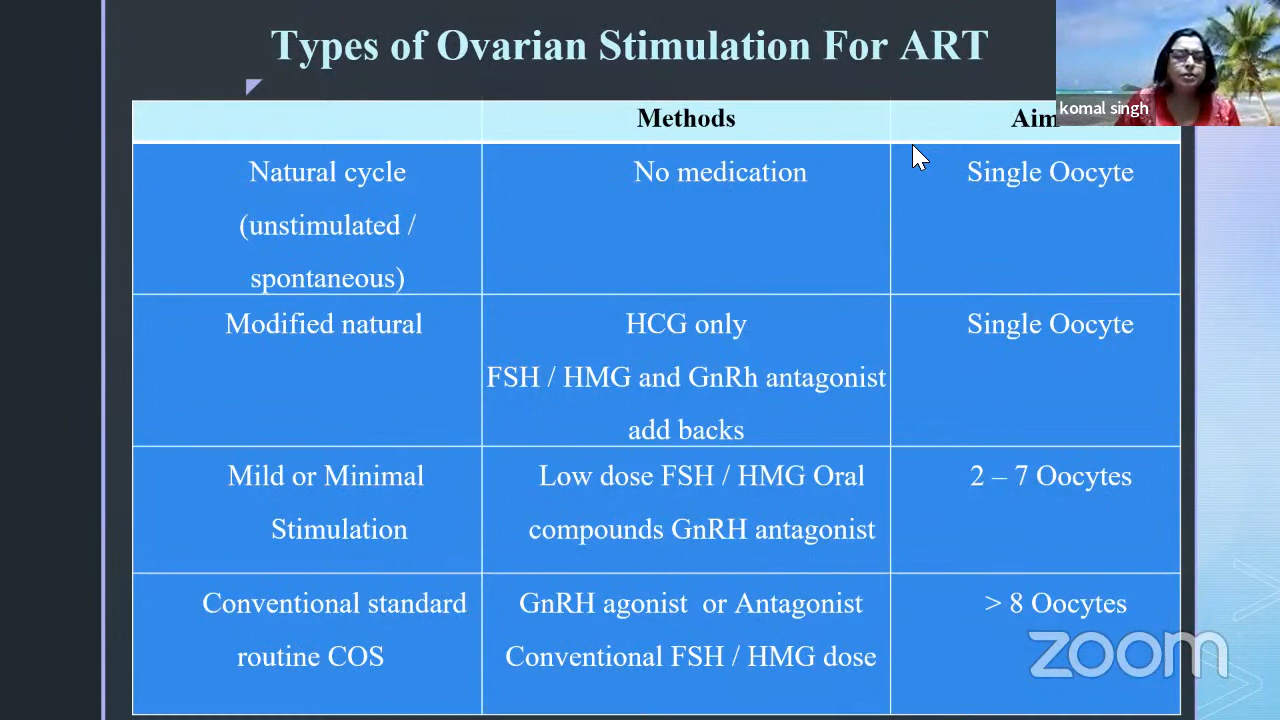 Types of Ovarian Stimulation For ART
komal singh
Methods
Aim
Natural cycle
(unstimulated /
spontaneous)
No medication
Single Oocyte
Modified natural
HCG only
FSH / HMG and GnRh antagonist
add backs
Single Oocyte
Mild or Minimal
Stimulation
Low dose FSH / HMG Oral
compounds GnRH antagonist
2 – 7 Oocytes
Conventional standard
routine COS
GnRH agonist or Antagonist
Conventional FSH / HMG dose
> 8 Oocytes
zoom